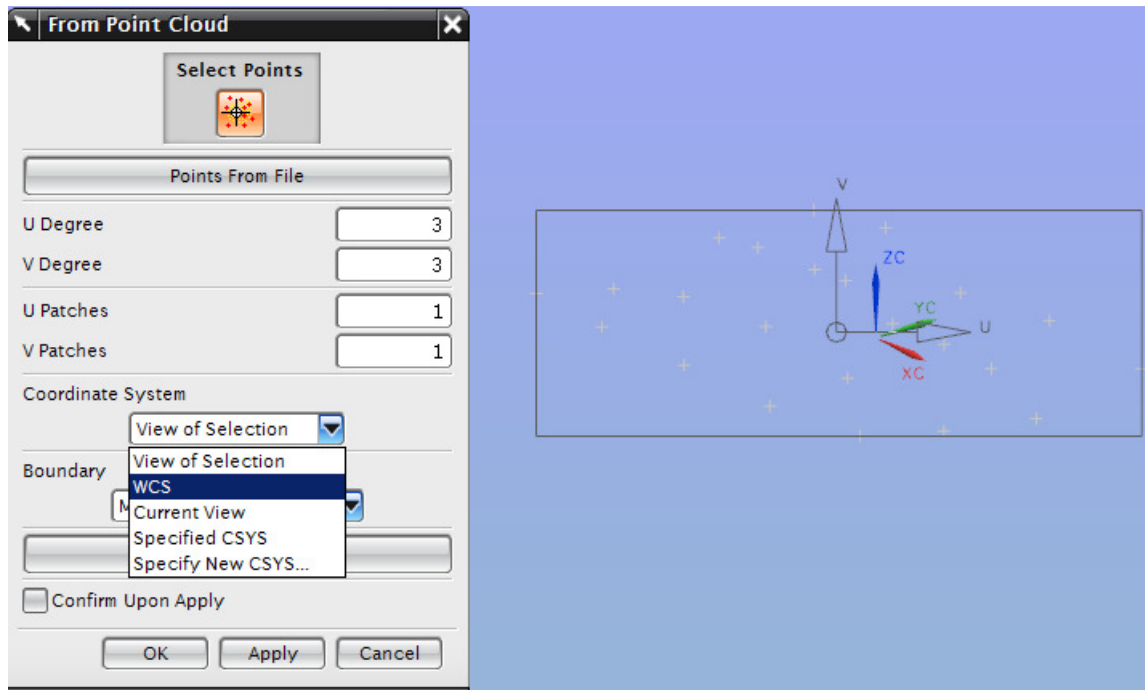 From Point Cloud
Select Points
Points From File
U Degree 3
V Degree 3
U Patches 1
V Patches 1
Coordinate System
View of Selection
View of Selection
Boundary
WCS
Current View
Specified CSYS
Specify New CSYS...
Confirm Upon Apply
OK Apply Cancel
V
ZC
YC
U
XC